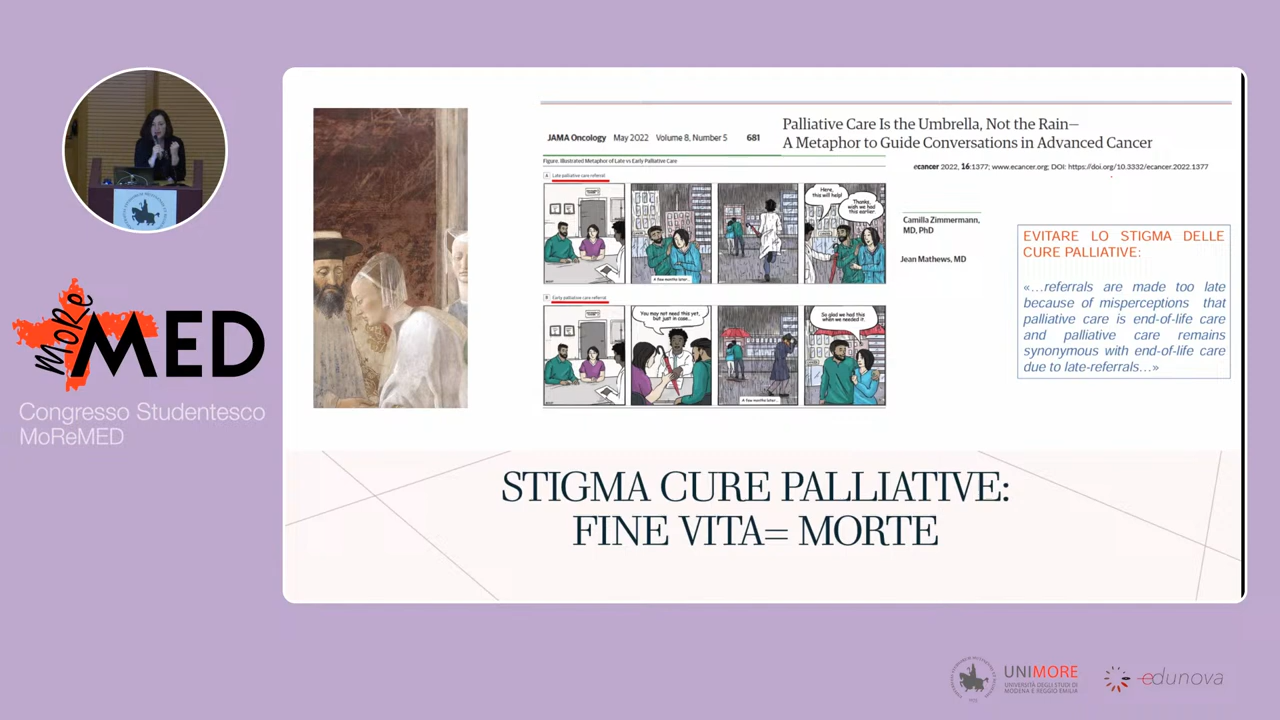 JAMA Oncology May 2022 Volume 8, Number 5 681
Palliative Care Is the Umbrella, Not the Rain—
A Metaphor to Guide Conversations in Advanced Cancer
Figure. Illustrated Metaphor of Late vs Early Palliative Care
ecancer 2022, 16:1377; www.ecancer.org; DOI: https://doi.org/10.3332/ecancer.2022.1377
A Late palliative care referral
Here,
this will help!
Thanks,
wish we had
this earlier.
A few months later...
Camilla Zimmermann,
MD, PhD
Jean Mathews, MD
EVITARE LO STIGMA DELLE
CURE PALLIATIVE:
«…referrals are made too late
because of misperceptions that
palliative care is end-of-life care
and palliative care remains
synonymous with end-of-life care
due to late-referrals…»
B Early palliative care referral
You may not need this yet,
but just in case...
So glad we had this
when we needed it.
A few months later...
STIGMA CURE PALLIATIVE:
FINE VITA= MORTE
MoRe
MED
Congresso Studentesco
MoReMED
UNIMORE
UNIVERSITÀ DEGLI STUDI DI
MODENA E REGGIO EMILIA
edunova